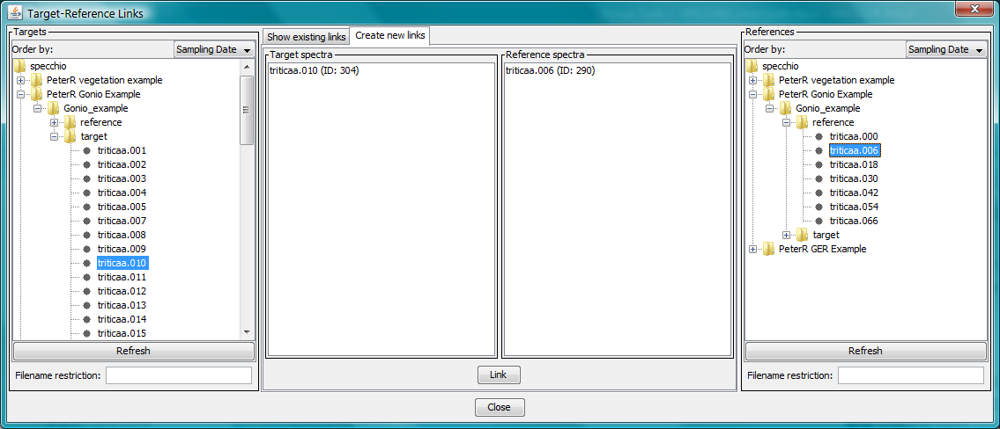 Target-Reference Links
Targets
Order by: Sampling Date
specchio
PeterR vegetation example
PeterR Gonio Example
Gonio_example
reference
target
triticaa.001
triticaa.002
triticaa.003
triticaa.004
triticaa.005
triticaa.007
triticaa.008
triticaa.009
triticaa.010
triticaa.011
triticaa.012
triticaa.013
triticaa.014
triticaa.015
Refresh
Filename restriction:
Show existing links Create new links
Target spectra
triticaa.010 (ID: 304)
Reference spectra
triticaa.006 (ID: 290)
Link
Close
References
Order by: Sampling Date
specchio
PeterR vegetation example
PeterR Gonio Example
Gonio_example
reference
triticaa.000
triticaa.006
triticaa.018
triticaa.030
triticaa.042
triticaa.054
triticaa.066
target
PeterR GER Example
Refresh
Filename restriction: